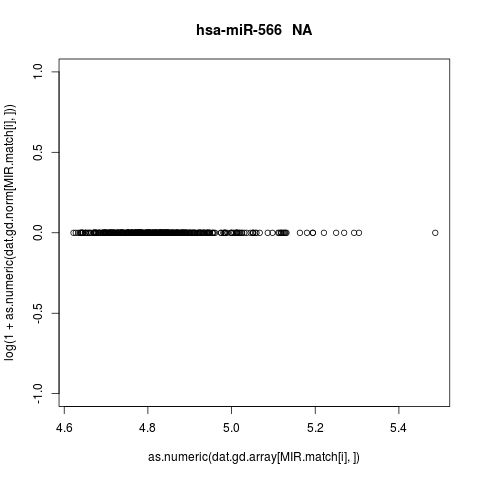 hsa-miR-566 NA
log(1 + as.numeric(dat.gd.norm[MIR.match[i], ]))
1.0
0.5
0.0
-0.5
-1.0
4.6 4.8 5.0 5.2 5.4
as.numeric(dat.gd.array[MIR.match[i], ])